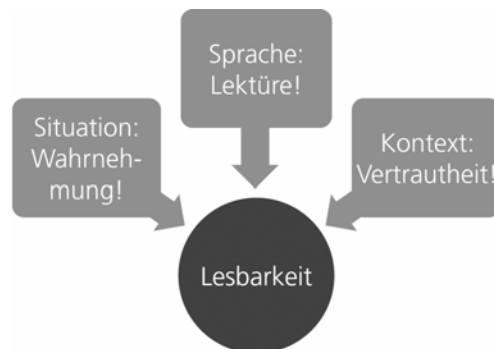 Sprache:
Lektüre!
Situation:
Wahrneh-
mung!
Kontext:
Vertrautheit!
Lesbarkeit